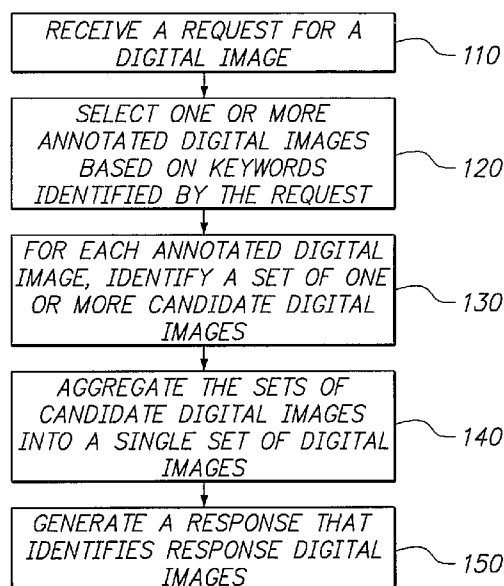 RECEIVE A REQUEST FOR A
DIGITAL IMAGE
110
SELECT ONE OR MORE
ANNOTATED DIGITAL IMAGES
BASED ON KEYWORDS
IDENTIFIED BY THE REQUEST
120
FOR EACH ANNOTATED DIGITAL
IMAGE, IDENTIFY A SET OF ONE
OR MORE CANDIDATE DIGITAL
IMAGES
130
AGGREGATE THE SETS OF
CANDIDATE DIGITAL IMAGES
INTO A SINGLE SET OF DIGITAL
IMAGES
140
GENERATE A RESPONSE THAT
IDENTIFIES RESPONSE DIGITAL
IMAGES
150